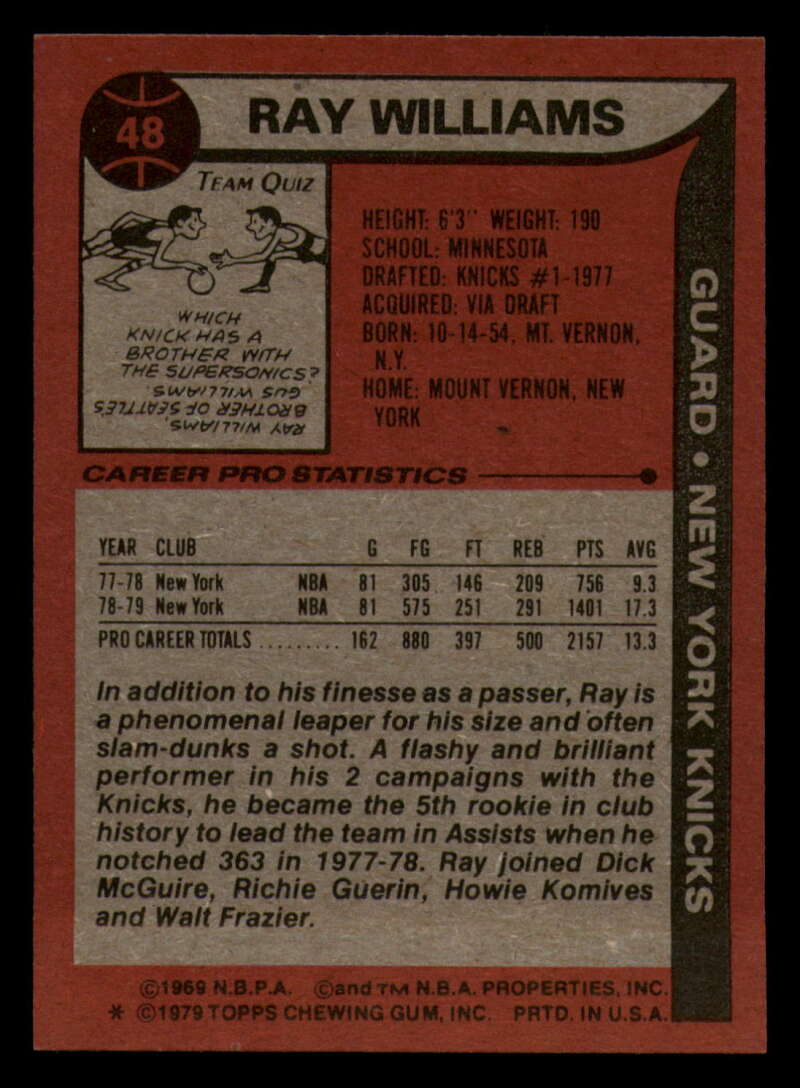 48
RAY WILLIAMS
TEAM QUIZ
WHICH
KNICK HAS A
BROTHER WITH
THE SUPERSONICS?
RAY WILLIAMS,
BROTHER OF SEATTLE'S
GUS WILLIAMS
HEIGHT: 6'3" WEIGHT: 190
SCHOOL: MINNESOTA
DRAFTED: KNICKS #1-1977
ACQUIRED: VIA DRAFT
BORN: 10-14-54, MT. VERNON,
N.Y.
HOME: MOUNT VERNON, NEW
YORK
GUARD • NEW YORK KNICKS
CAREER PRO STATISTICS
YEAR CLUB G FG FT REB PTS AVG
77-78 New York NBA 81 305 146 209 756 9.3
78-79 New York NBA 81 575 251 291 1401 17.3
PRO CAREER TOTALS ......... 162 880 397 500 2157 13.3
In addition to his finesse as a passer, Ray is
a phenomenal leaper for his size and often
slam-dunks a shot. A flashy and brilliant
performer in his 2 campaigns with the
Knicks, he became the 5th rookie in club
history to lead the team in Assists when he
notched 363 in 1977-78. Ray joined Dick
McGuire, Richie Guerin, Howie Komives
and Walt Frazier.
©1969 N.B.P.A. ©and TM N.B.A. PROPERTIES, INC.
* ©1979 TOPPS CHEWING GUM, INC. PRTD. IN U.S.A.